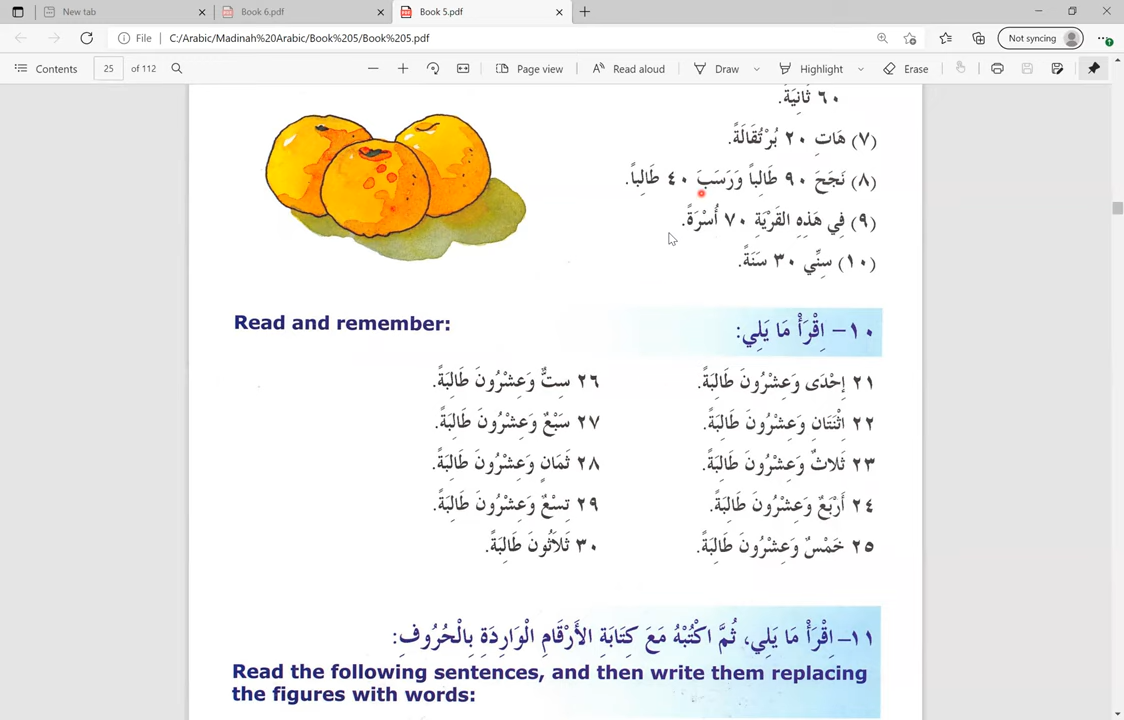 New tab
Book 6.pdf
Book 5.pdf
File | C:/Arabic/Madinah%20Arabic/Book%205/Book%205.pdf
Not syncing
Contents
25 of 112
Page view
Read aloud
Draw
Highlight
Erase
٦٠ ثَانِيَة.
(٧) هَاتِ ٢٠ بُرْتُقَالَةً.
(٨) نَجَحَ ٩٠ طَالِباً وَرَسَبَ ٤٠ طَالِباً.
(٩) فِي هَذِهِ القَرْيَةِ ٧٠ أُسْرَةً.
(١٠) سِنِّي ٣٠ سَنَةً.
١٠- اِقْرَأْ مَا يَلِي:
Read and remember:
٢١ إِحْدَى وَعِشْرُونَ طَالِبَةً.
٢٢ اِثْنَتَانِ وَعِشْرُونَ طَالِبَةً.
٢٣ ثَلاثٌ وَعِشْرُونَ طَالِبَةً.
٢٤ أَرْبَعٌ وَعِشْرُونَ طَالِبَةً.
٢٥ خَمْسٌ وَعِشْرُونَ طَالِبَةً.
٢٦ سِتٌّ وَعِشْرُونَ طَالِبَةً.
٢٧ سَبْعٌ وَعِشْرُونَ طَالِبَةً.
٢٨ ثَمَانٍ وَعِشْرُونَ طَالِبَةً.
٢٩ تِسْعٌ وَعِشْرُونَ طَالِبَةً.
٣٠ ثَلاَثُونَ طَالِبَةً.
١١- اِقْرَأْ مَا يَلِي، ثُمَّ اكْتُبْهُ مَعَ كِتَابَةِ الأَرْقَامِ الْوَارِدَةِ بِالْحُرُوفِ:
Read the following sentences, and then write them replacing
the figures with words: